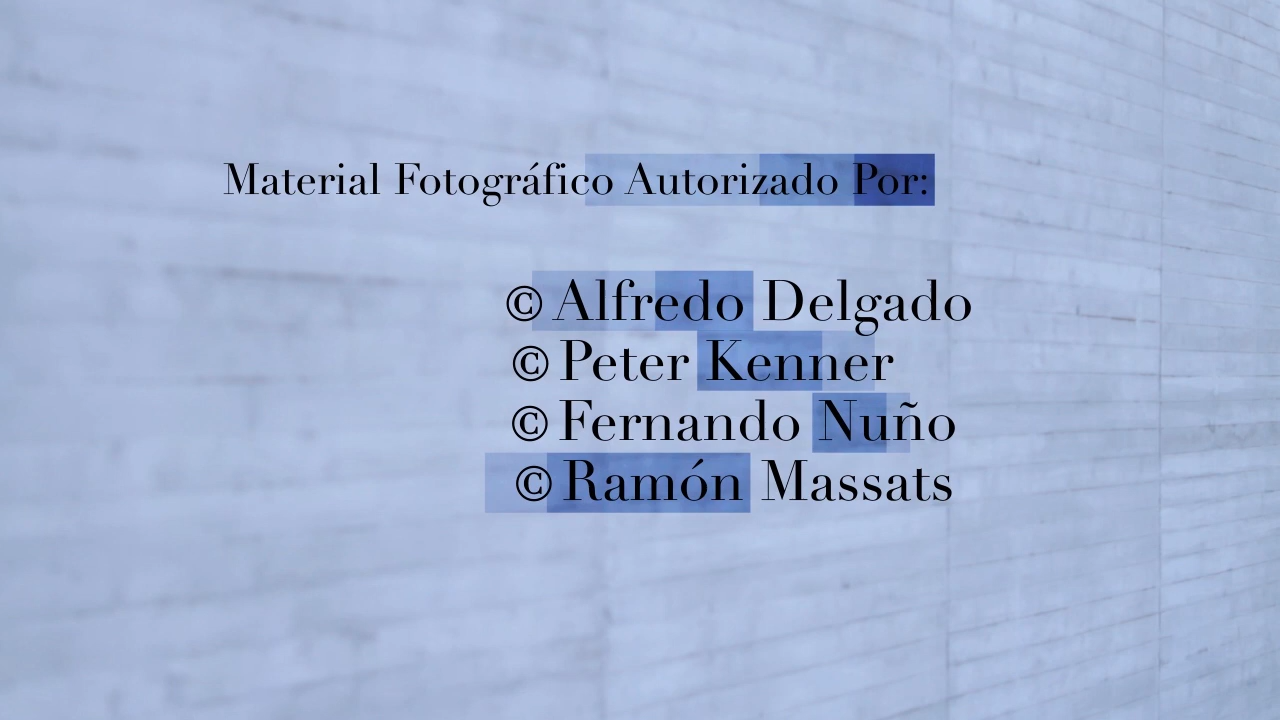 Material Fotográfico Autorizado Por:
© Alfredo Delgado
© Peter Kenner
© Fernando Nuño
© Ramón Massats